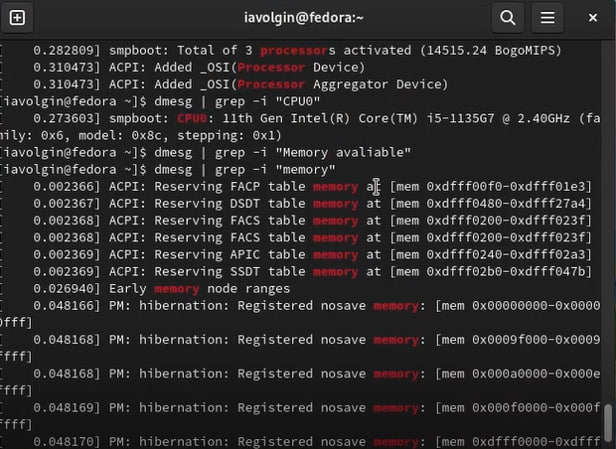 iavolgin@fedora:~
0.282809] smpboot: Total of 3 processors activated (14515.24 BogoMIPS)
0.310473] ACPI: Added _OSI(Processor Device)
0.310473] ACPI: Added _OSI(Processor Aggregator Device)
[iavolgin@fedora ~]$ dmesg | grep -i "CPU0"
0.273603] smpboot: CPU0: 11th Gen Intel(R) Core(TM) i5-1135G7 @ 2.40GHz (fa
mily: 0x6, model: 0x8c, stepping: 0x1)
[iavolgin@fedora ~]$ dmesg | grep -i "Memory avaliable"
[iavolgin@fedora ~]$ dmesg | grep -i "memory"
0.002366] ACPI: Reserving FACP table memory at [mem 0xdfff00f0-0xdfff01e3]
0.002367] ACPI: Reserving DSDT table memory at [mem 0xdfff0480-0xdfff27a4]
0.002368] ACPI: Reserving FACS table memory at [mem 0xdfff0200-0xdfff023f]
0.002368] ACPI: Reserving FACS table memory at [mem 0xdfff0200-0xdfff023f]
0.002369] ACPI: Reserving APIC table memory at [mem 0xdfff0240-0xdfff02a3]
0.002369] ACPI: Reserving SSDT table memory at [mem 0xdfff02b0-0xdfff047b]
0.026940] Early memory node ranges
0.048166] PM: hibernation: Registered nosave memory: [mem 0x00000000-0x0000
0fff]
0.048168] PM: hibernation: Registered nosave memory: [mem 0x0009f000-0x0009
ffff]
0.048168] PM: hibernation: Registered nosave memory: [mem 0x000a0000-0x000e
ffff]
0.048169] PM: hibernation: Registered nosave memory: [mem 0x000f0000-0x000f
ffff]
0.048170] PM: hibernation: Registered nosave memory: [mem 0xdfff0000-0xdfff